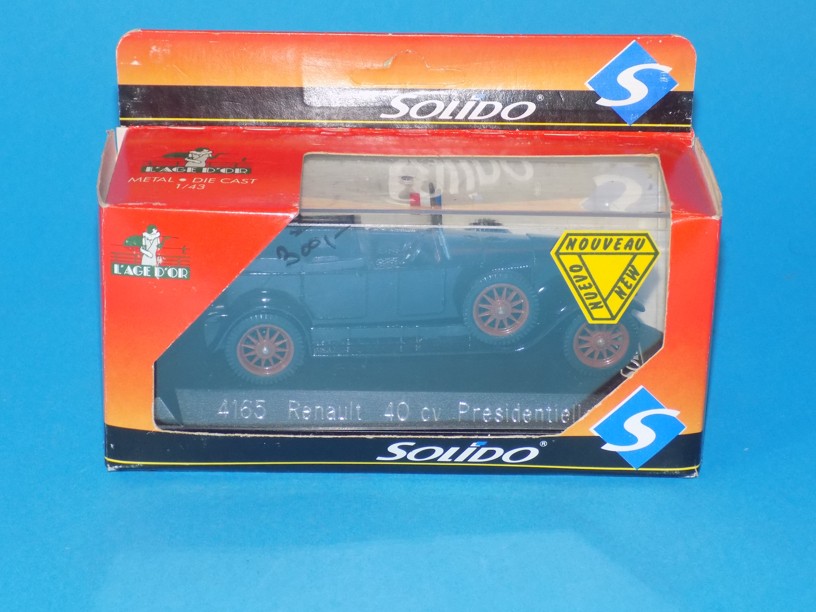 SOLIDO®
S
L'AGE D'OR
METAL • DIE CAST
1/43
L'AGE D'OR
300,-
NOUVEAU
NUEVO
NEW
4165 Renault 40 cv Presidentielle
S
SOLIDO®